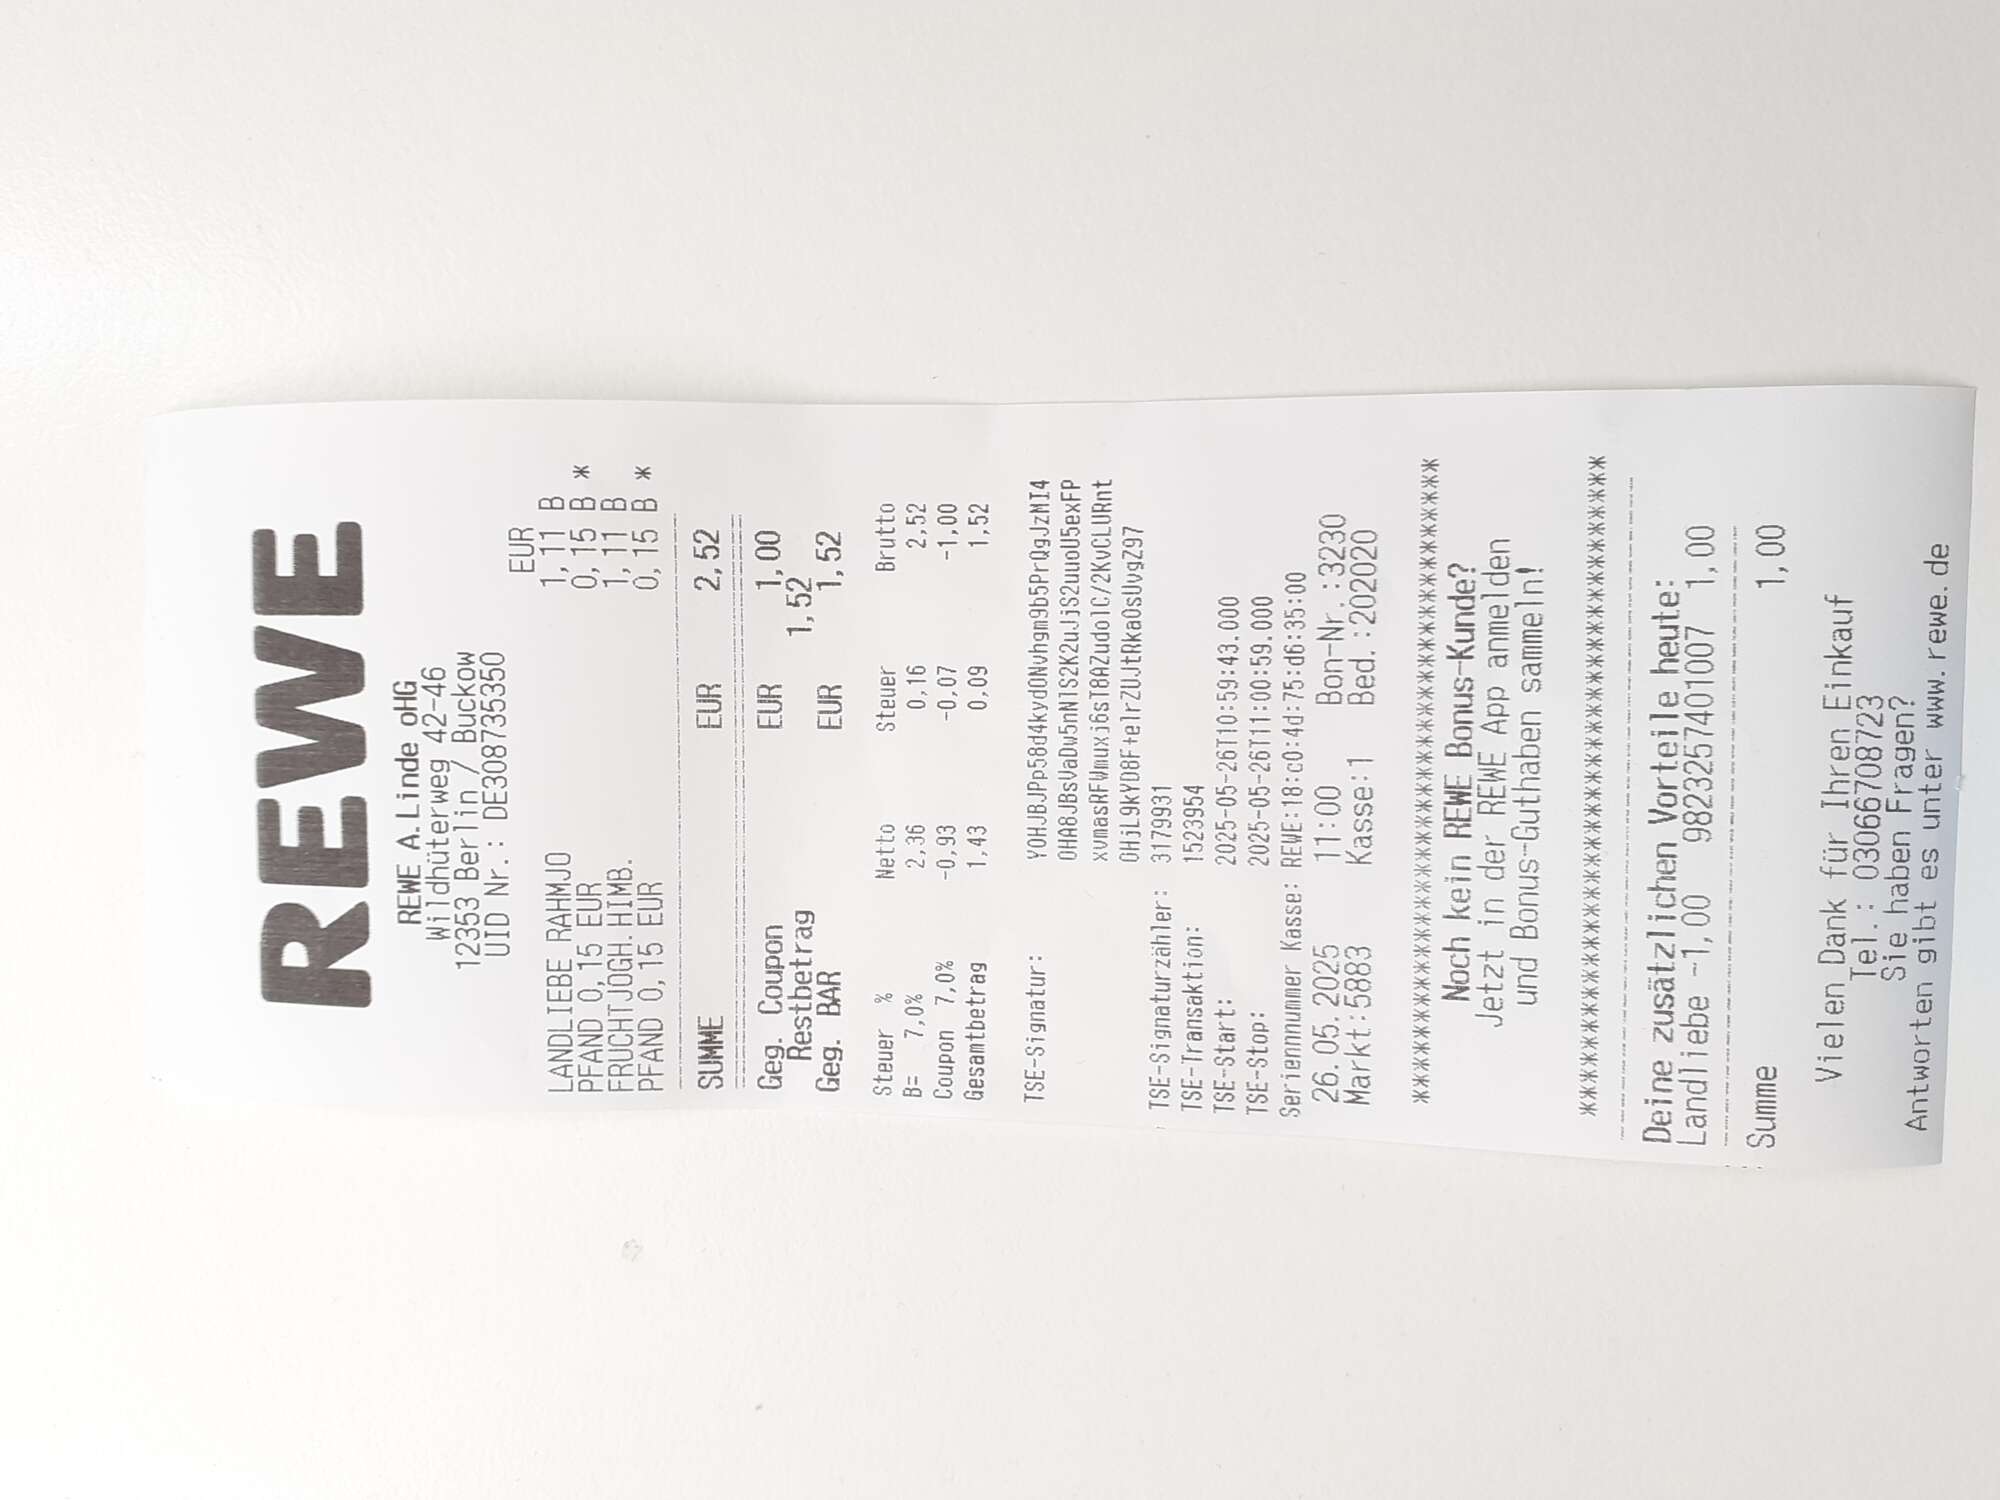 REWE
REWE A.Linde oHG
Wildhüterweg 42-46
12353 Berlin / Buckow
UID Nr.: DE308735350
EUR
LANDLIEBE RAHMJO 1,11 B
PFAND 0,15 EUR 0,15 B *
FRUCHTJOGH.HIMB. 1,11 B
PFAND 0,15 EUR 0,15 B *
SUMME EUR 2,52
Geg. Coupon EUR 1,00
Restbetrag 1,52
Geg. BAR EUR 1,52
Steuer % Netto Steuer Brutto
B= 7,0% 2,36 0,16 2,52
Coupon 7,0% -0,93 -0,07 -1,00
Gesamtbetrag 1,43 0,09 1,52
TSE-Signatur:
TSE-Signaturzähler: 3179931
TSE-Transaktion: 1523954
TSE-Start: 2025-05-26T10:59:43.000
TSE-Stop: 2025-05-26T11:00:59.000
Seriennnummer Kasse: REWE:18:c0:4d:75:d6:35:00
26.05.2025 11:00 Bon-Nr.:3230
Markt:5883 Kasse:1 Bed.:202020
******************************************
Noch kein REWE Bonus-Kunde?
Jetzt in der REWE App anmelden
und Bonus-Guthaben sammeln!
******************************************
Deine zusätzlichen Vorteile heute:
Landliebe -1,00 9823257401007 1,00
Summe 1,00
Vielen Dank für Ihren Einkauf
Tel.: 03066708723
Sie haben Fragen?
Antworten gibt es unter www.rewe.de